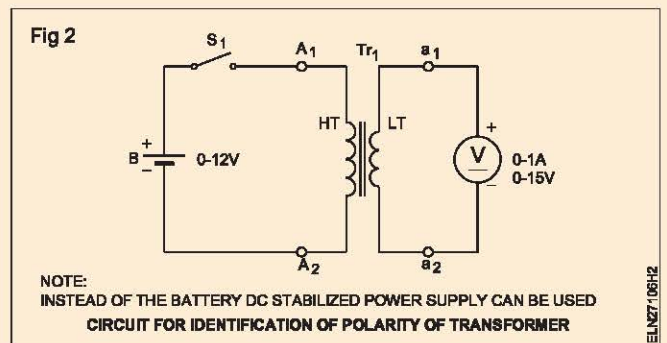 Fig 2
S1
A1
Tr1
a1
HT
LT
+
B
−
0-12V
+
V
−
0-1A
0-15V
A2
a2
NOTE:
INSTEAD OF THE BATTERY DC STABILIZED POWER SUPPLY CAN BE USED
CIRCUIT FOR IDENTIFICATION OF POLARITY OF TRANSFORMER
ELN27106H2